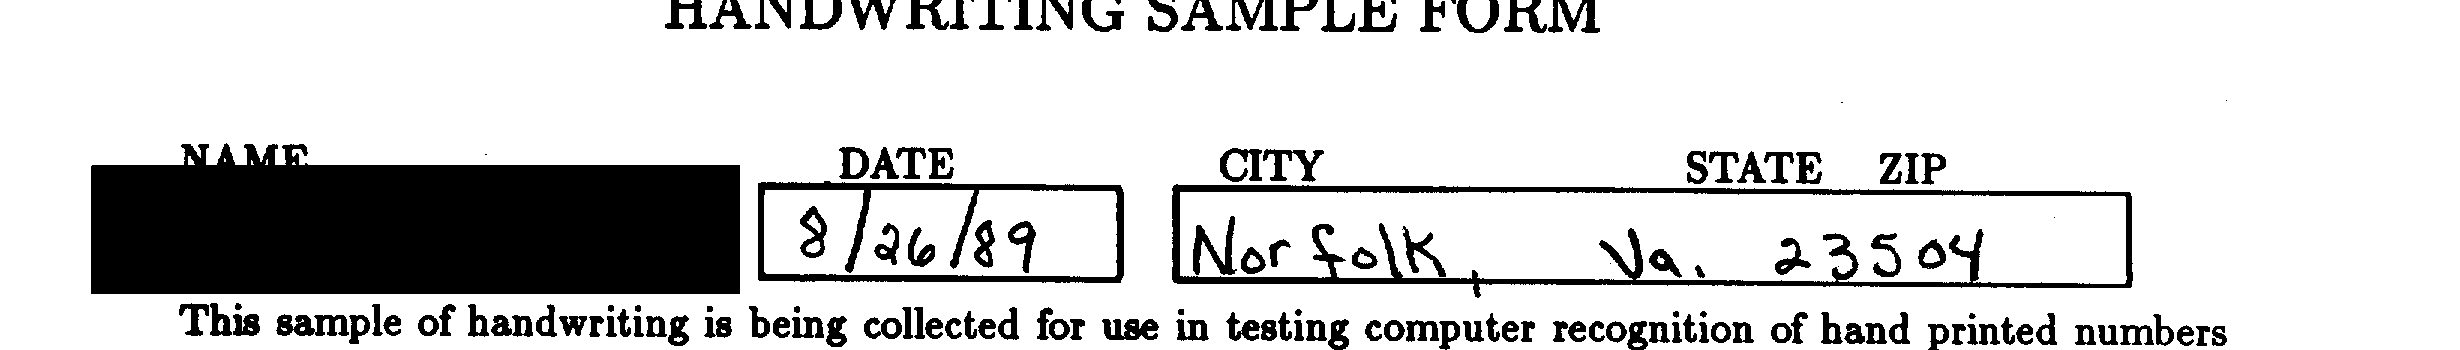 HANDWRITING SAMPLE FORM
NAME DATE CITY STATE ZIP
8/26/89 Norfolk, Va. 23504
This sample of handwriting is being collected for use in testing computer recognition of hand printed numbers